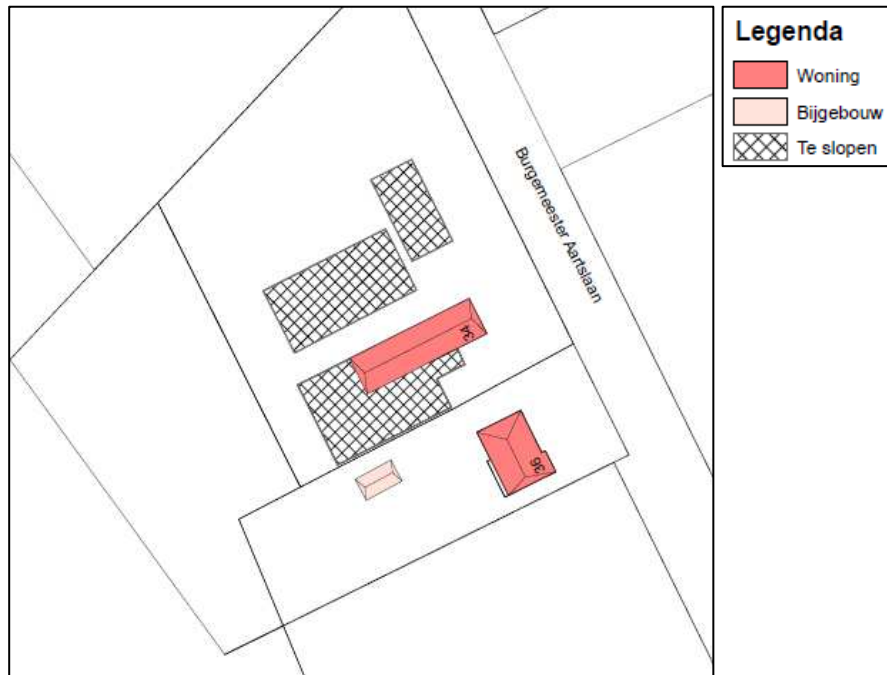 Legenda
Woning
Bijgebouw
Te slopen
Burgemeester Aartslaan
34
36